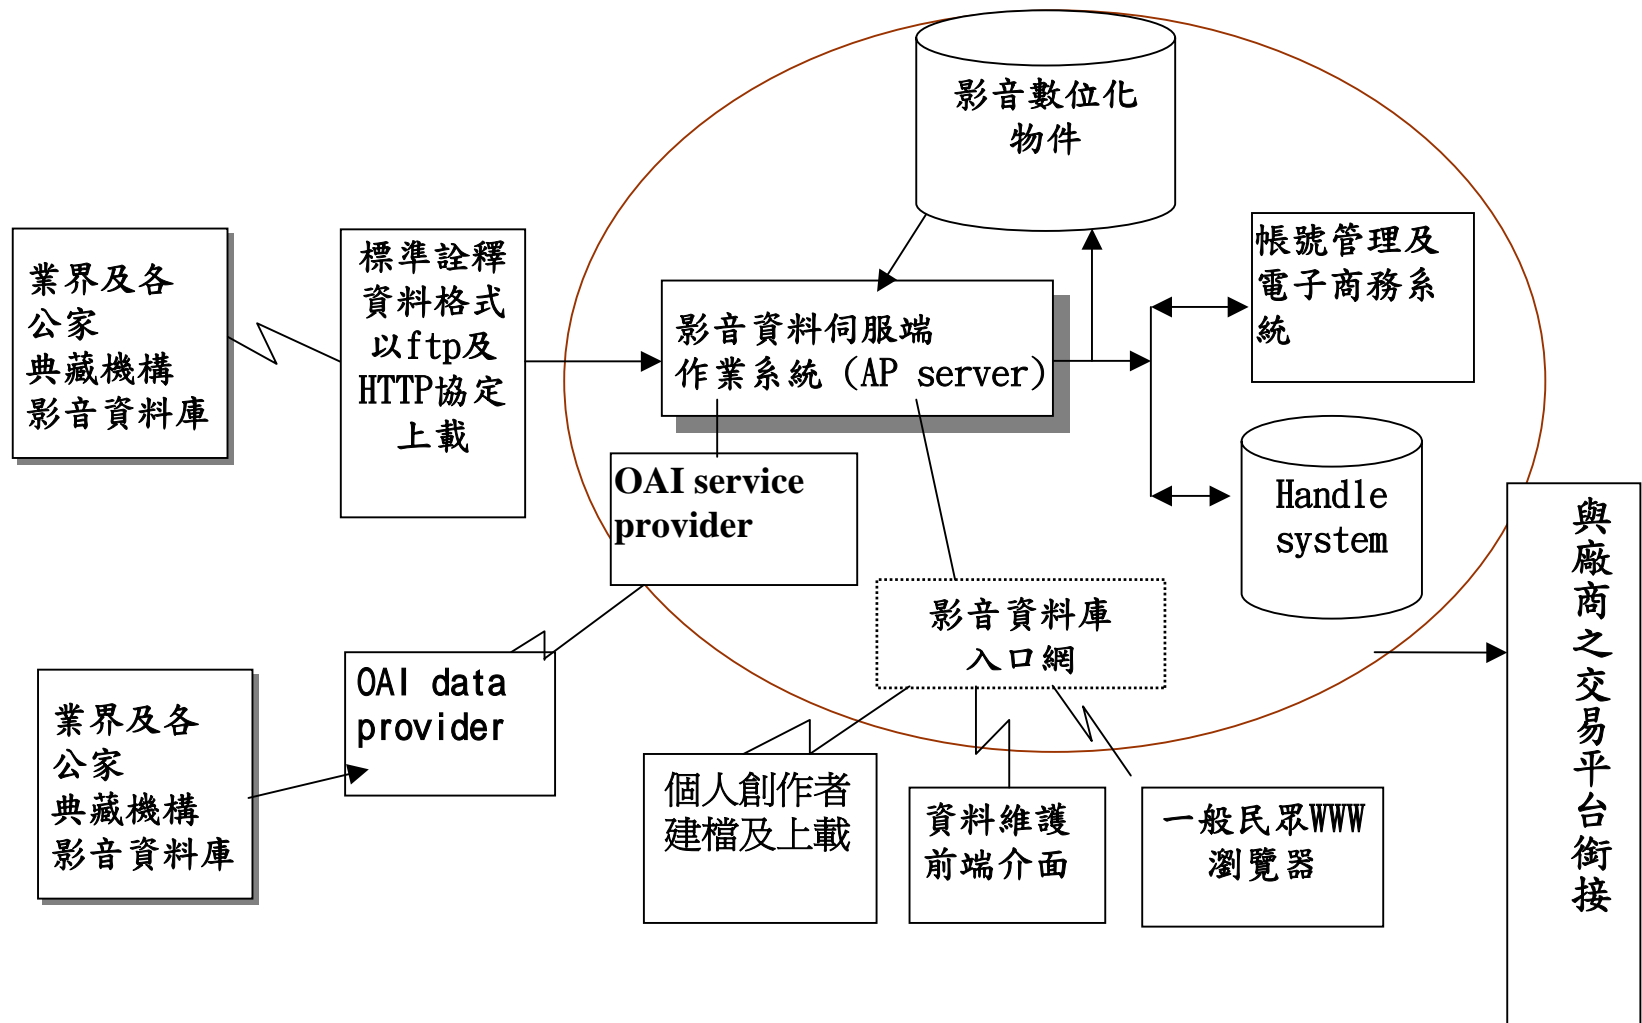 影音數位化
物件
業界及各
公家
典藏機構
影音資料庫
標準詮釋
資料格式
以ftp及
HTTP協定
上載
影音資料伺服端
作業系統（AP server）
帳號管理及
電子商務系
統
OAI service
provider
Handle
system
影音資料庫
入口網
與廠商之交易平台銜接
OAI data
provider
業界及各
公家
典藏機構
影音資料庫
個人創作者
建檔及上載
資料維護
前端介面
一般民眾WWW
瀏覽器